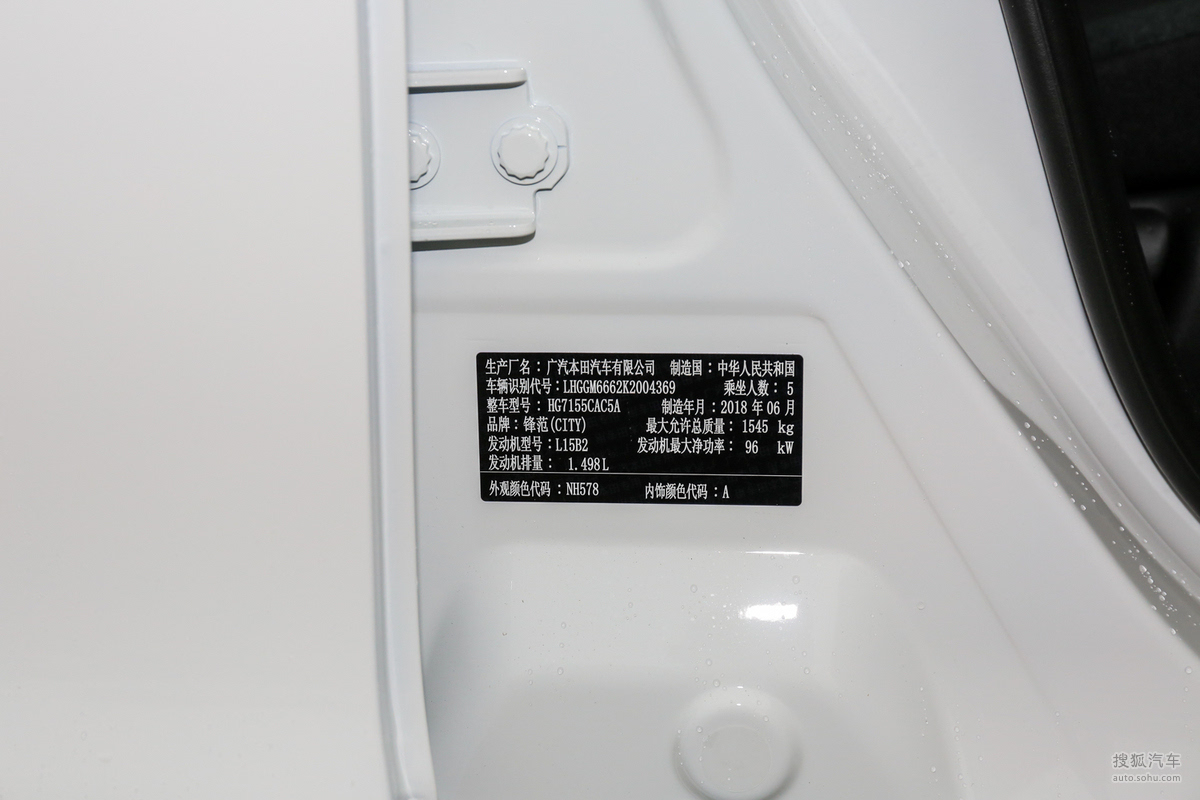 生产厂名：广汽本田汽车有限公司 制造国：中华人民共和国
车辆识别代号：LHGGM6662K2004369 乘坐人数：5
整车型号：HG7155CAC5A 制造年月：2018 年 06 月
品牌：锋范(CITY) 最大允许总质量：1545 kg
发动机型号：L15B2 发动机最大净功率：96 kW
发动机排量：1.498L
外观颜色代码：NH578 内饰颜色代码：A
搜狐汽车
auto.sohu.com